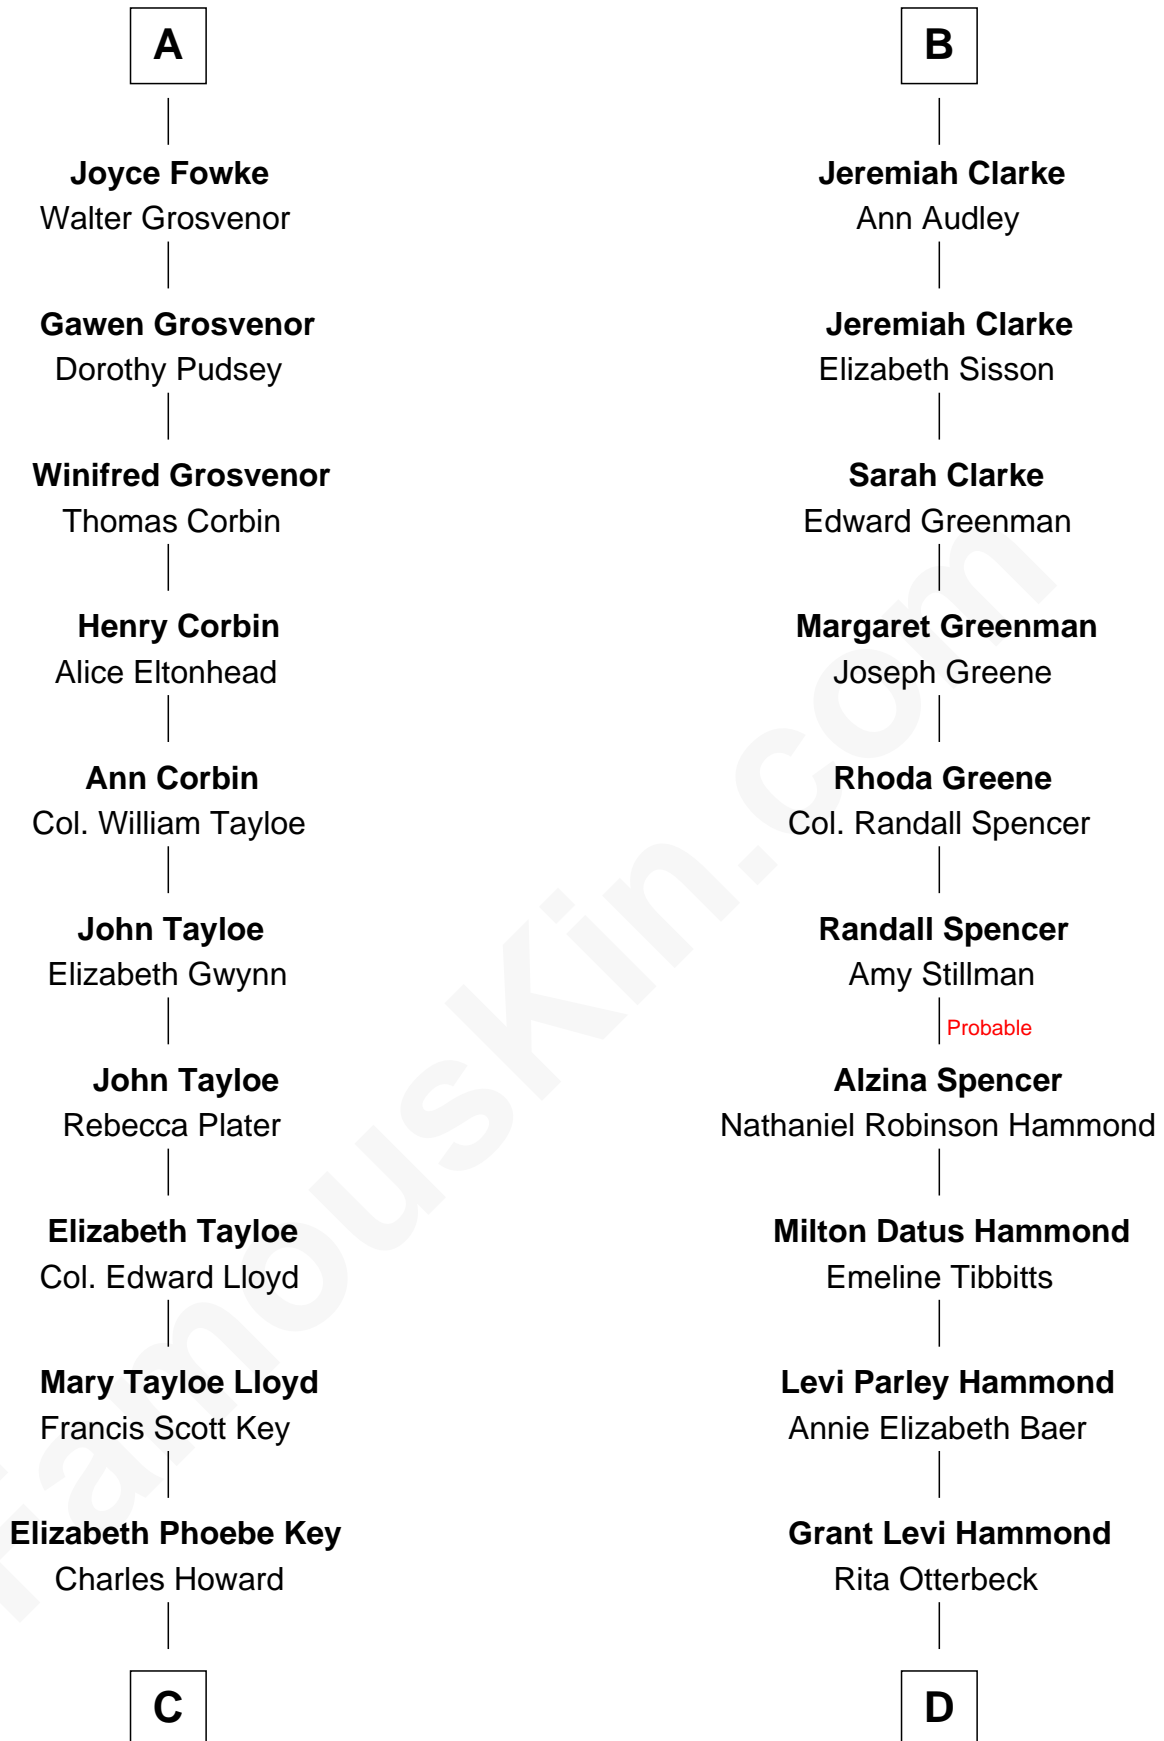 A
Joyce Fowke
Walter Grosvenor
Gawen Grosvenor
Dorothy Pudsey
Winifred Grosvenor
Thomas Corbin
Henry Corbin
Alice Eltonhead
Ann Corbin
Col. William Tayloe
John Tayloe
Elizabeth Gwynn
John Tayloe
Rebecca Plater
Elizabeth Tayloe
Col. Edward Lloyd
Mary Tayloe Lloyd
Francis Scott Key
Elizabeth Phoebe Key
Charles Howard
C
B
Jeremiah Clarke
Ann Audley
Jeremiah Clarke
Elizabeth Sisson
Sarah Clarke
Edward Greenman
Margaret Greenman
Joseph Greene
Rhoda Greene
Col. Randall Spencer
Randall Spencer
Amy Stillman
Probable
Alzina Spencer
Nathaniel Robinson Hammond
Milton Datus Hammond
Emeline Tibbitts
Levi Parley Hammond
Annie Elizabeth Baer
Grant Levi Hammond
Rita Otterbeck
D
FamousKin.com